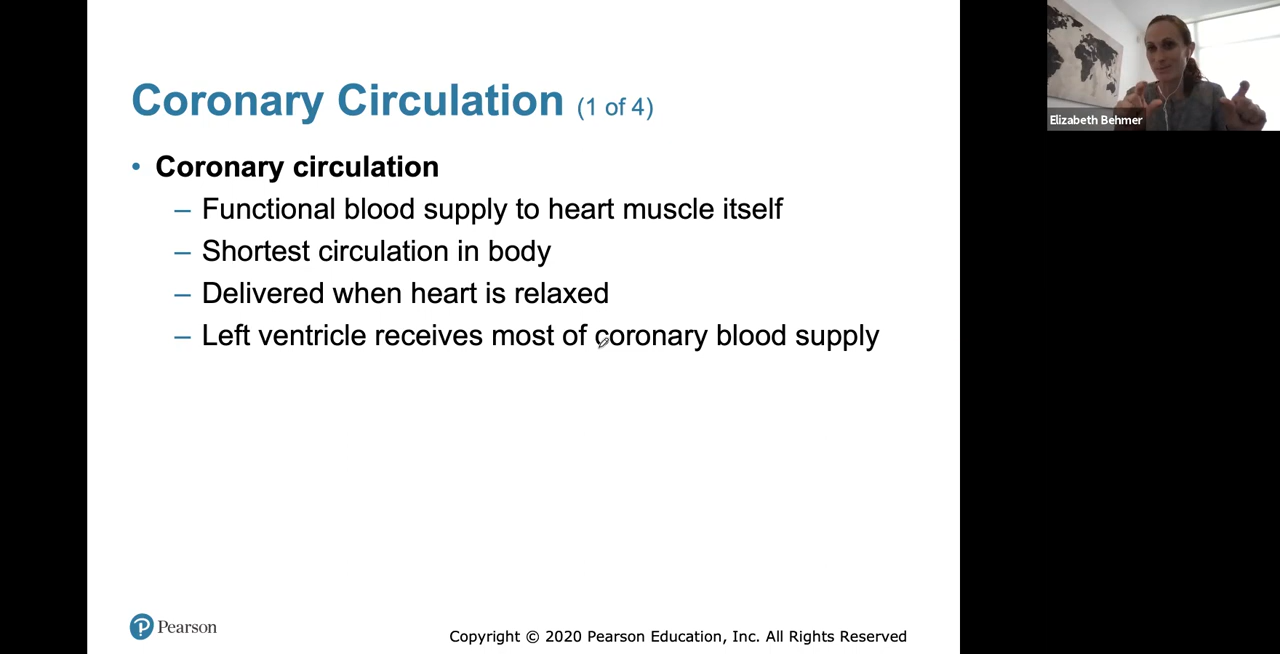 Coronary Circulation (1 of 4)
• Coronary circulation
– Functional blood supply to heart muscle itself
– Shortest circulation in body
– Delivered when heart is relaxed
– Left ventricle receives most of coronary blood supply
Pearson
Copyright © 2020 Pearson Education, Inc. All Rights Reserved
Elizabeth Behmer